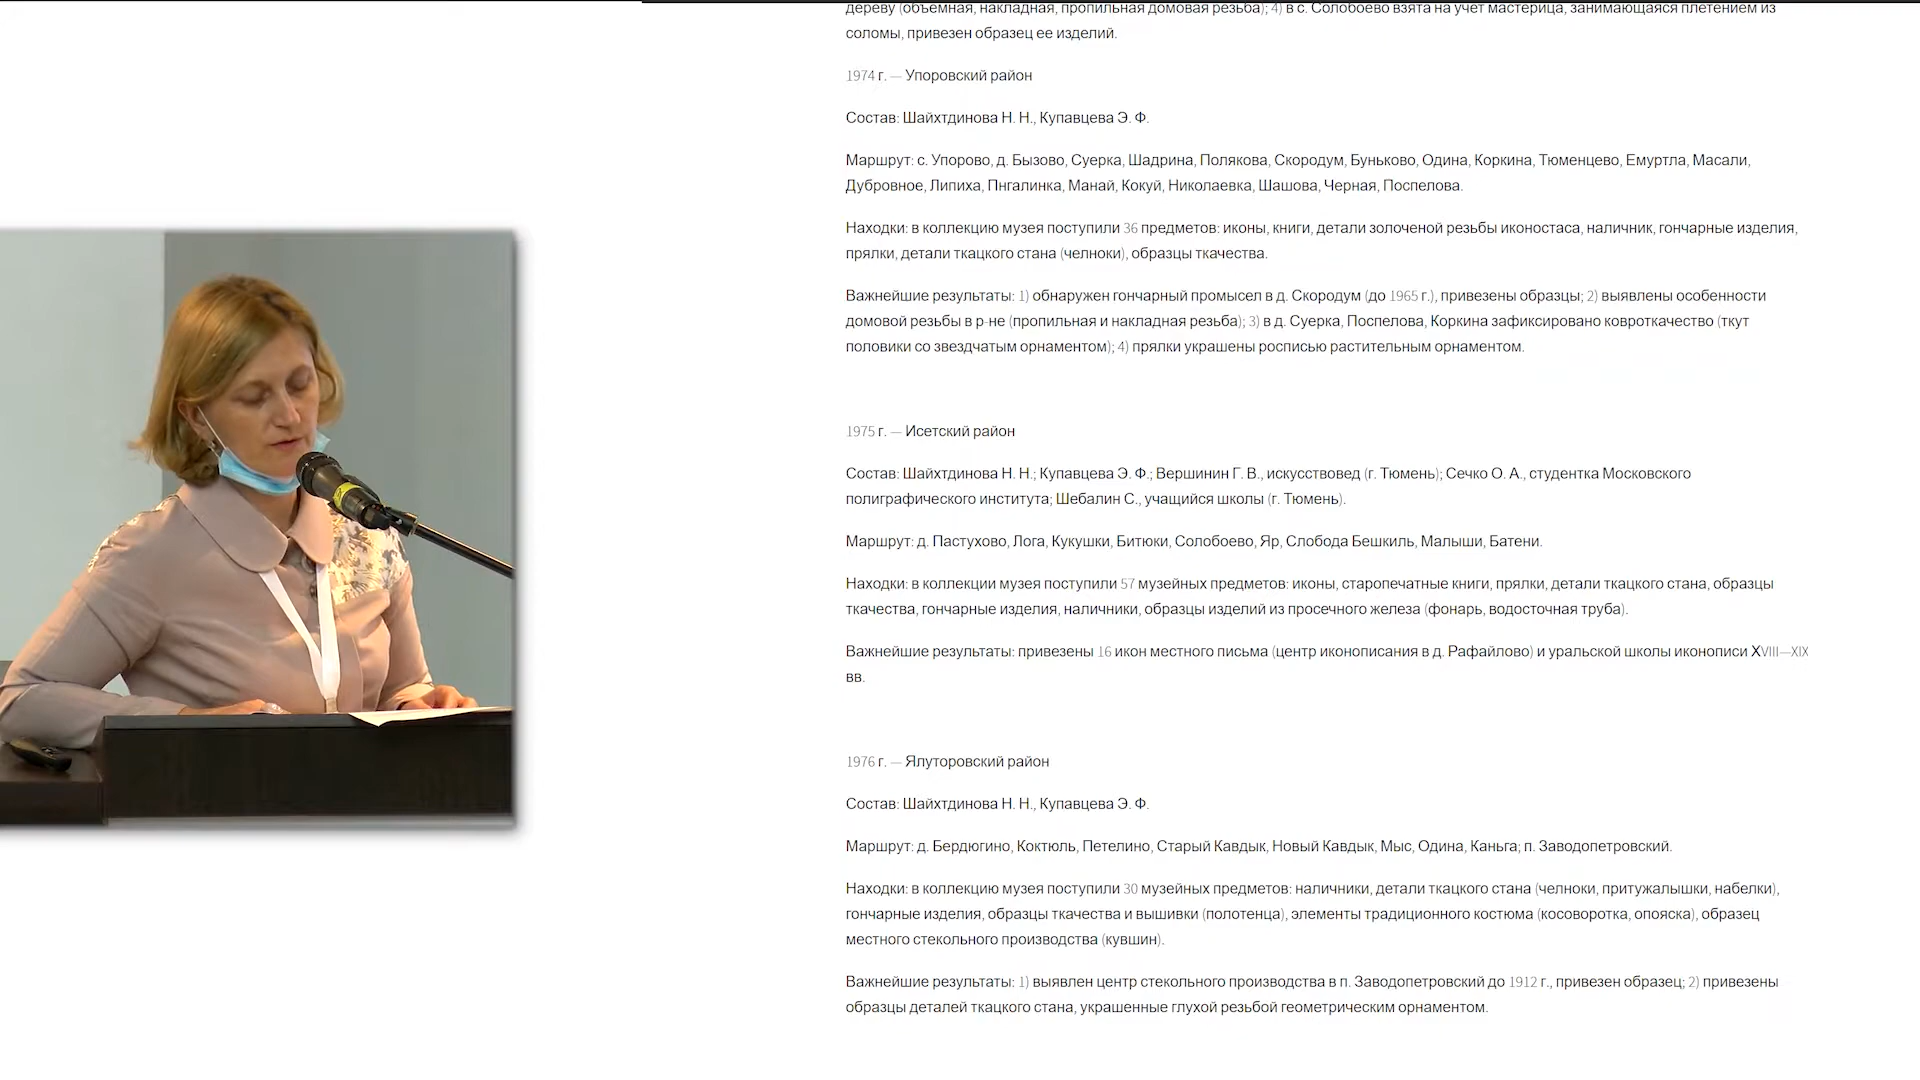 дереву (объемная, накладная, пропильная домовая резьба); 4) в с. Солобоево взята на учет мастерица, занимающаяся плетением из
соломы, привезен образец ее изделий.
1974 г. — Упоровский район
Состав: Шайхтдинова Н. Н., Купавцева Э. Ф.
Маршрут: с. Упорово, д. Бызово, Суерка, Шадрина, Полякова, Скородум, Буньково, Одина, Коркина, Тюменцево, Емуртла, Масали,
Дубровное, Липиха, Пнгалинка, Манай, Кокуй, Николаевка, Шашова, Черная, Поспелова.
Находки: в коллекцию музея поступили 36 предметов: иконы, книги, детали золоченой резьбы иконостаса, наличник, гончарные изделия,
прялки, детали ткацкого стана (челноки), образцы ткачества.
Важнейшие результаты: 1) обнаружен гончарный промысел в д. Скородум (до 1965 г.), привезены образцы; 2) выявлены особенности
домовой резьбы в р-не (пропильная и накладная резьба); 3) в д. Суерка, Поспелова, Коркина зафиксировано ковроткачество (ткут
половики со звездчатым орнаментом); 4) прялки украшены росписью растительным орнаментом.
1975 г. — Исетский район
Состав: Шайхтдинова Н. Н.; Купавцева Э. Ф.; Вершинин Г. В., искусствовед (г. Тюмень); Сечко О. А., студентка Московского
полиграфического института; Шебалин С., учащийся школы (г. Тюмень).
Маршрут: д. Пастухово, Лога, Кукушки, Битюки, Солобоево, Яр, Слобода Бешкиль, Малыши, Батени.
Находки: в коллекции музея поступили 57 музейных предметов: иконы, старопечатные книги, прялки, детали ткацкого стана, образцы
ткачества, гончарные изделия, наличники, образцы изделий из просечного железа (фонарь, водосточная труба).
Важнейшие результаты: привезены 16 икон местного письма (центр иконописания в д. Рафайлово) и уральской школы иконописи XVIII—XIX
вв.
1976 г. — Ялуторовский район
Состав: Шайхтдинова Н. Н., Купавцева Э. Ф.
Маршрут: д. Бердюгино, Коктюль, Петелино, Старый Кавдык, Новый Кавдык, Мыс, Одина, Каньга; п. Заводопетровский.
Находки: в коллекцию музея поступили 30 музейных предметов: наличники, детали ткацкого стана (челноки, притужалышки, набелки),
гончарные изделия, образцы ткачества и вышивки (полотенца), элементы традиционного костюма (косоворотка, опояска), образец
местного стекольного производства (кувшин).
Важнейшие результаты: 1) выявлен центр стекольного производства в п. Заводопетровский до 1912 г., привезен образец; 2) привезены
образцы деталей ткацкого стана, украшенные глухой резьбой геометрическим орнаментом.